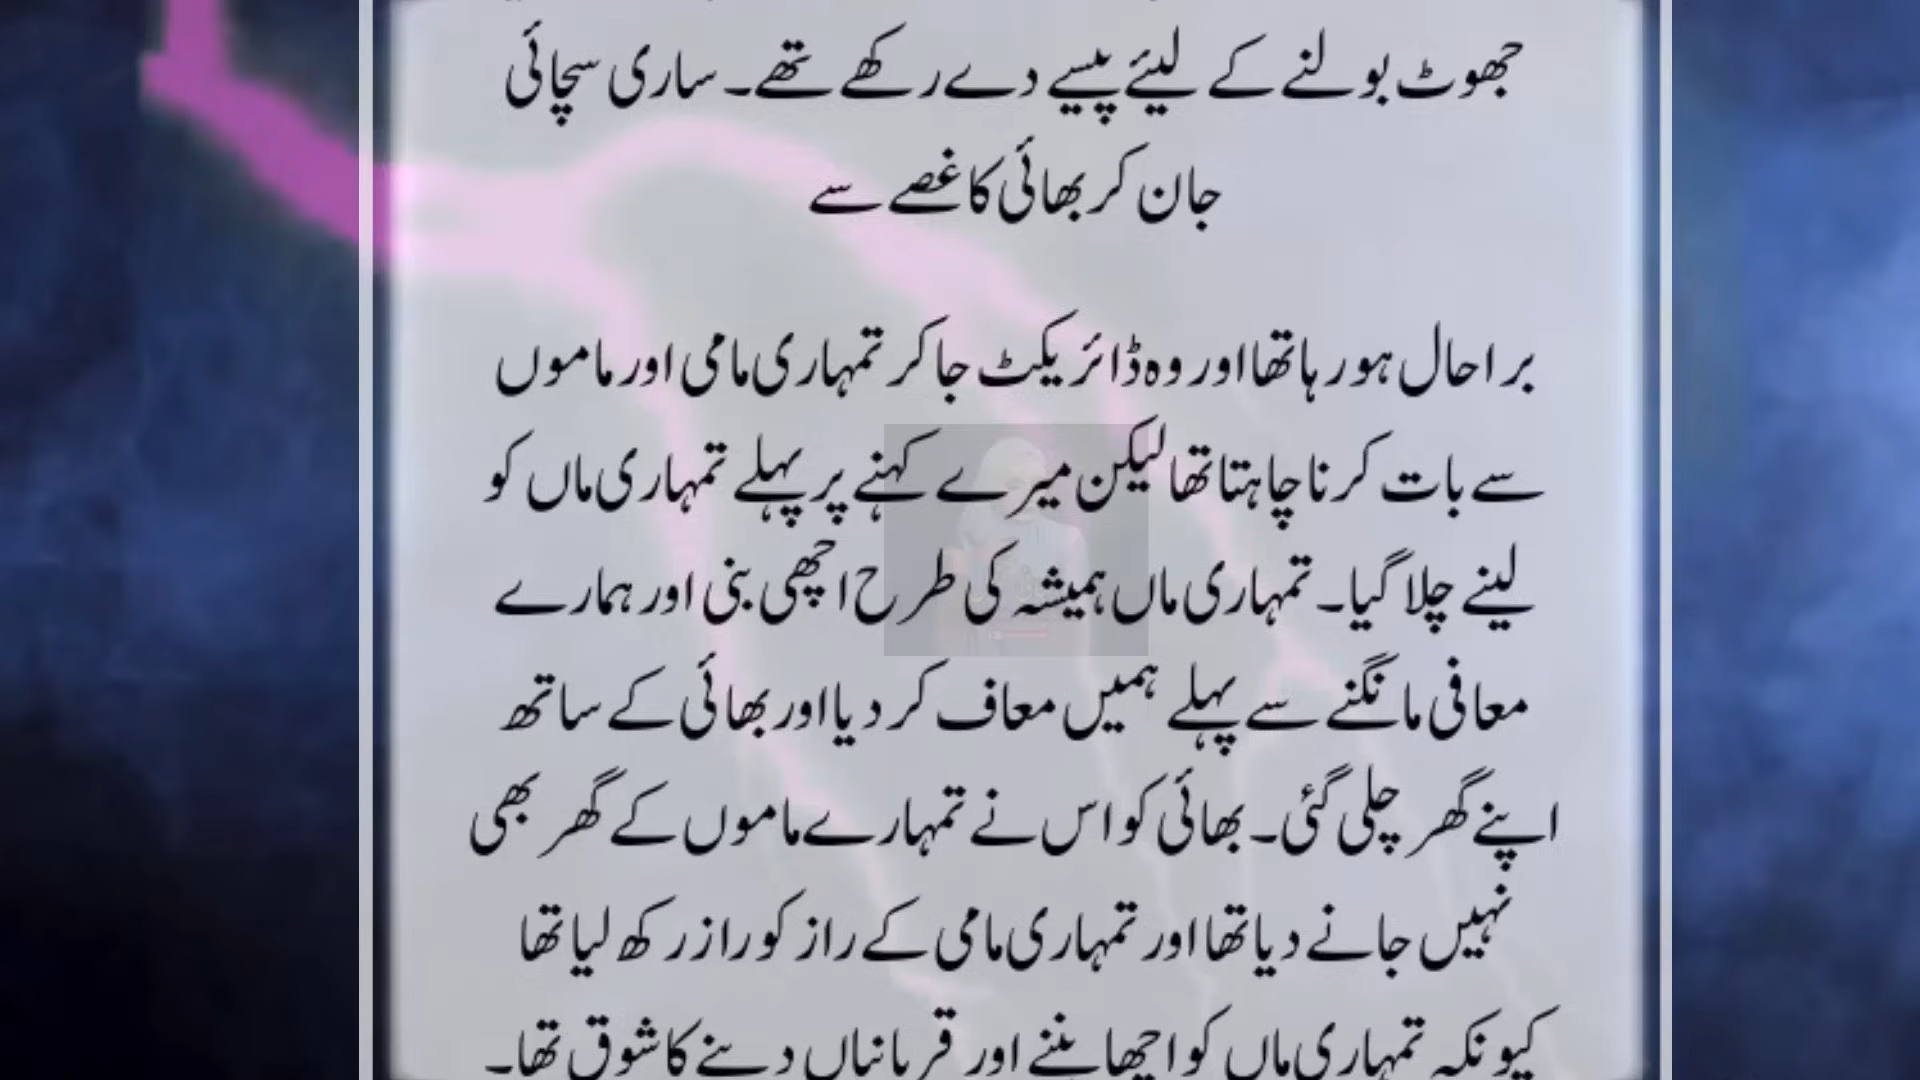 جھوٹ بولنے کے لیئے پیسے دے رکھے تھے۔ ساری سچائی
جان کر بھائی کا غصے سے
برا حال ہو رہا تھا اور وہ ڈائریکٹ جا کر تمہاری مامی اور ماموں
سے بات کرنا چاہتا تھا لیکن میرے کہنے پر پہلے تمہاری ماں کو
لینے چلا گیا۔ تمہاری ماں ہمیشہ کی طرح اچھی بنی اور ہمارے
معافی مانگنے سے پہلے ہمیں معاف کر دیا اور بھائی کے ساتھ
اپنے گھر چلی گئی۔ بھائی کو اس نے تمہارے ماموں کے گھر بھی
نہیں جانے دیا تھا اور تمہاری مامی کے راز کو راز رکھ لیا تھا
کیونکہ تمہاری ماں کو اچھا بننے اور قربانیاں دینے کا شوق تھا۔